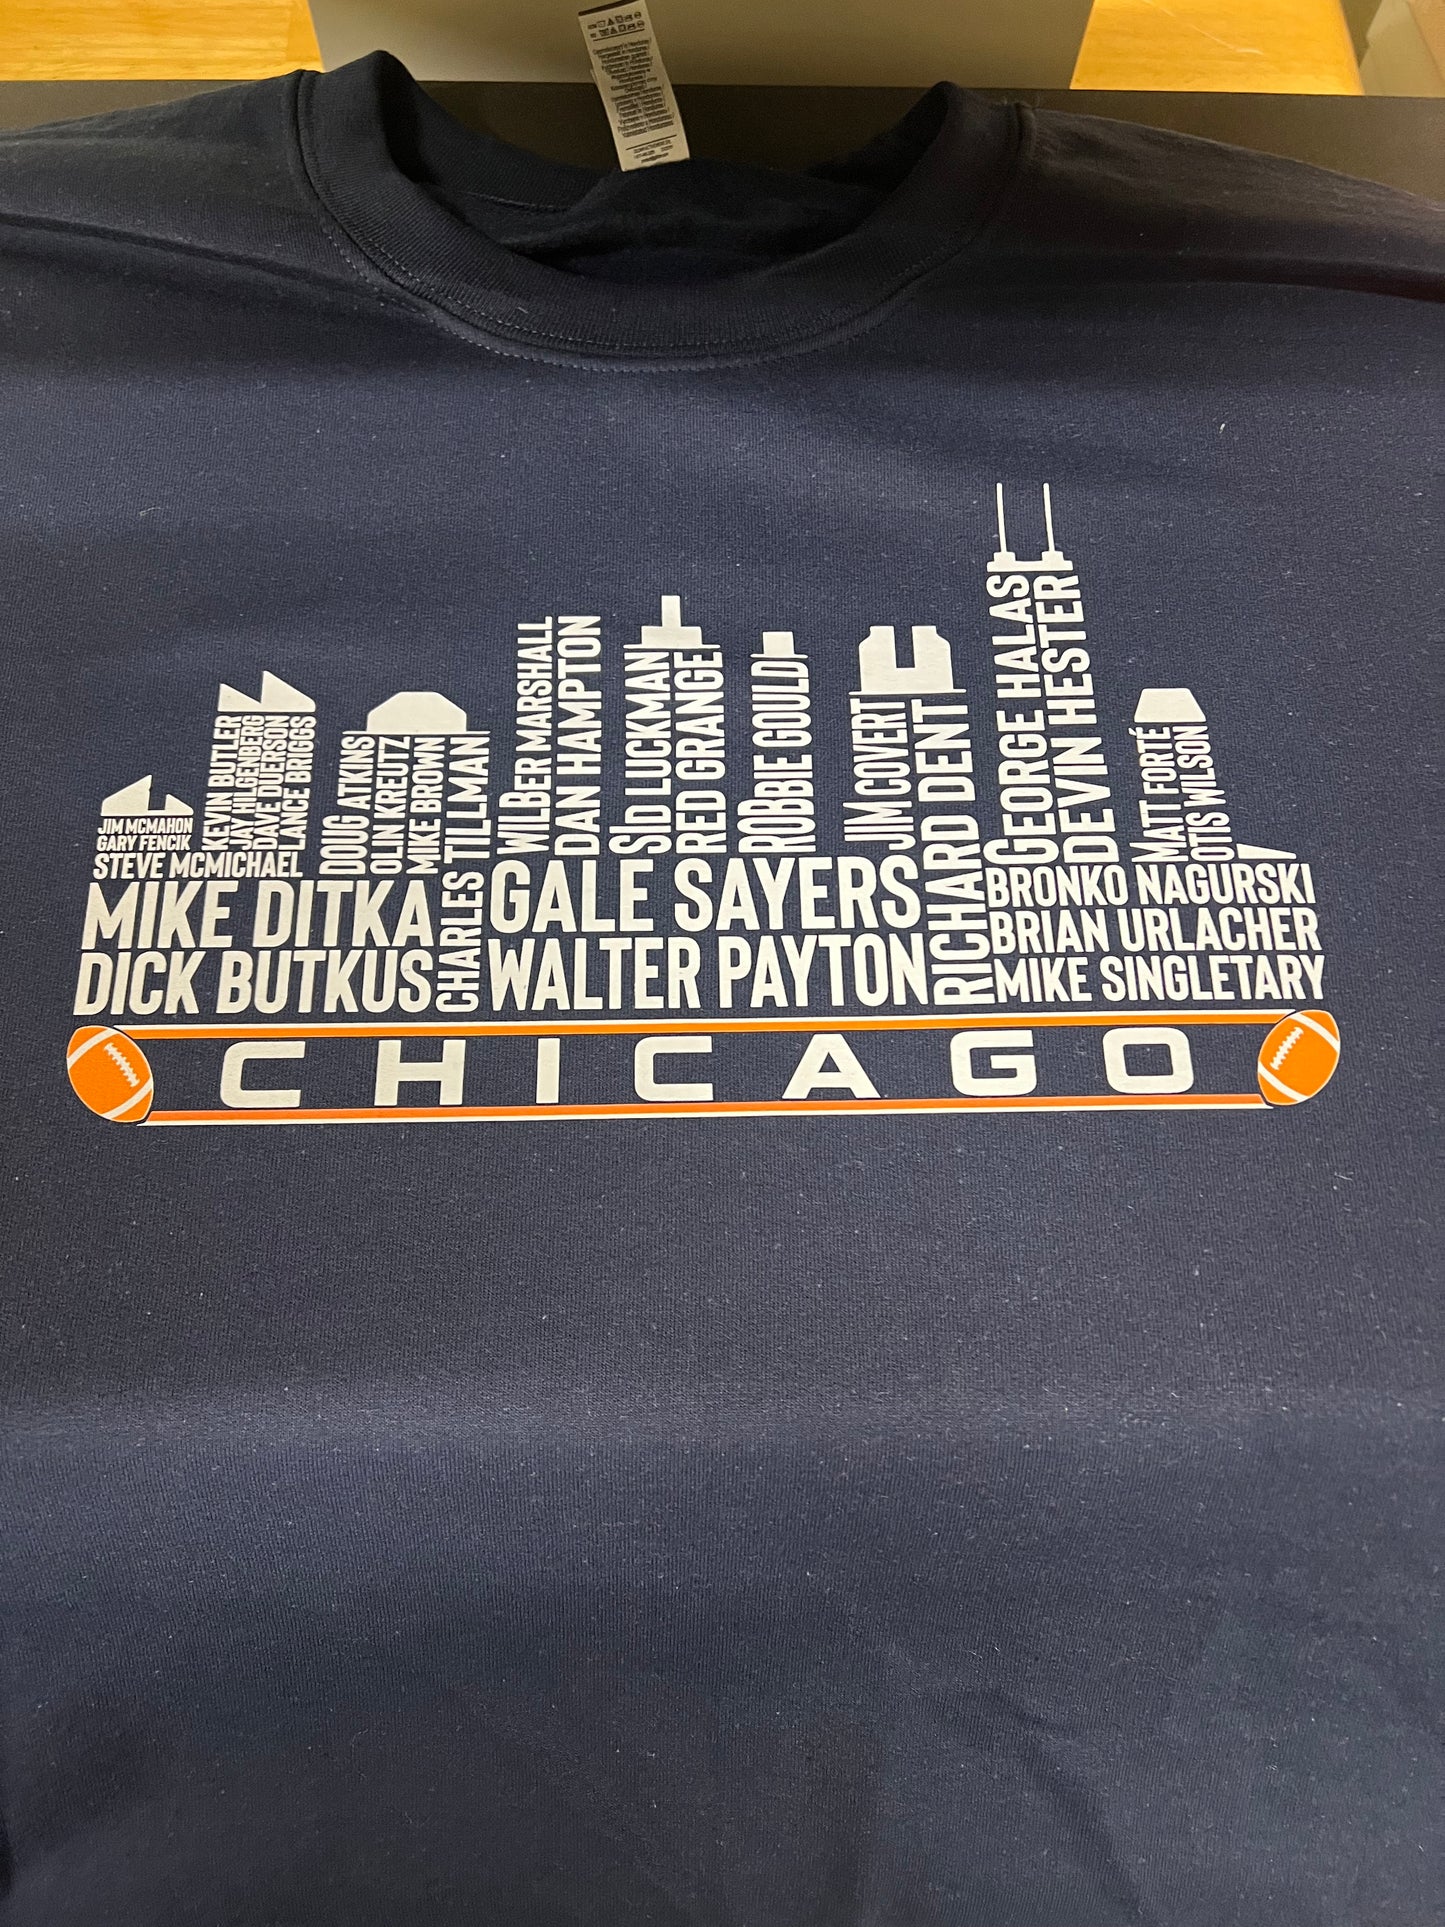 JIM MCMAHON
GARY FENCIK
STEVE MCMICHAEL
MIKE DITKA
DICK BUTKUS
KEVIN BUTLER
JAY HILGENBERG
DAVE DUERSON
LANCE BRIGGS
DOUG ATKINS
OLIN KREUTZ
MIKE BROWN
CHARLES TILLMAN
WILBER MARSHALL
DAN HAMPTON
SID LUCKMAN
RED GRANGE
ROBBIE GOULD
JIM COVERT
GALE SAYERS
WALTER PAYTON
RICHARD DENT
GEORGE HALAS
DEVIN HESTER
MATT FORTÉ
OTIS WILSON
BRONKO NAGURSKI
BRIAN URLACHER
MIKE SINGLETARY
CHICAGO